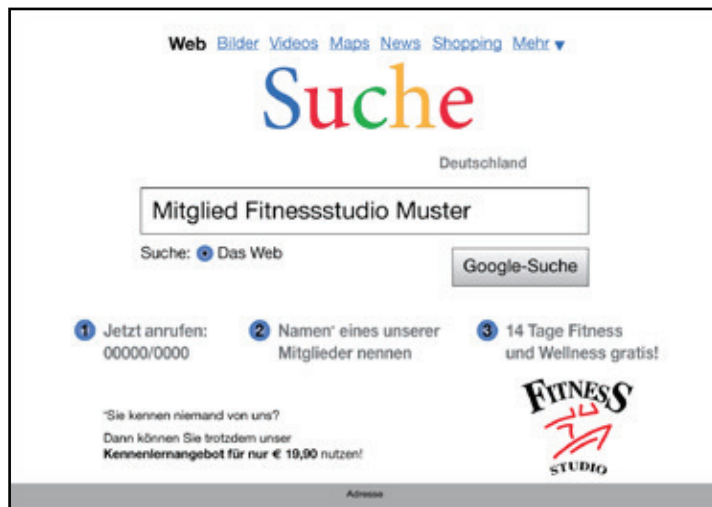 Web Bilder Videos Maps News Shopping Mehr ▼
Suche
Deutschland
Mitglied Fitnessstudio Muster
Suche: Das Web
Google-Suche
1 Jetzt anrufen:
00000/0000
2 Namen* eines unserer
Mitglieder nennen
3 14 Tage Fitness
und Wellness gratis!
*Sie kennen niemand von uns?
Dann können Sie trotzdem unser
Kennenlernangebot für nur € 19,90 nutzen!
FITNESS
STUDIO
Adresse